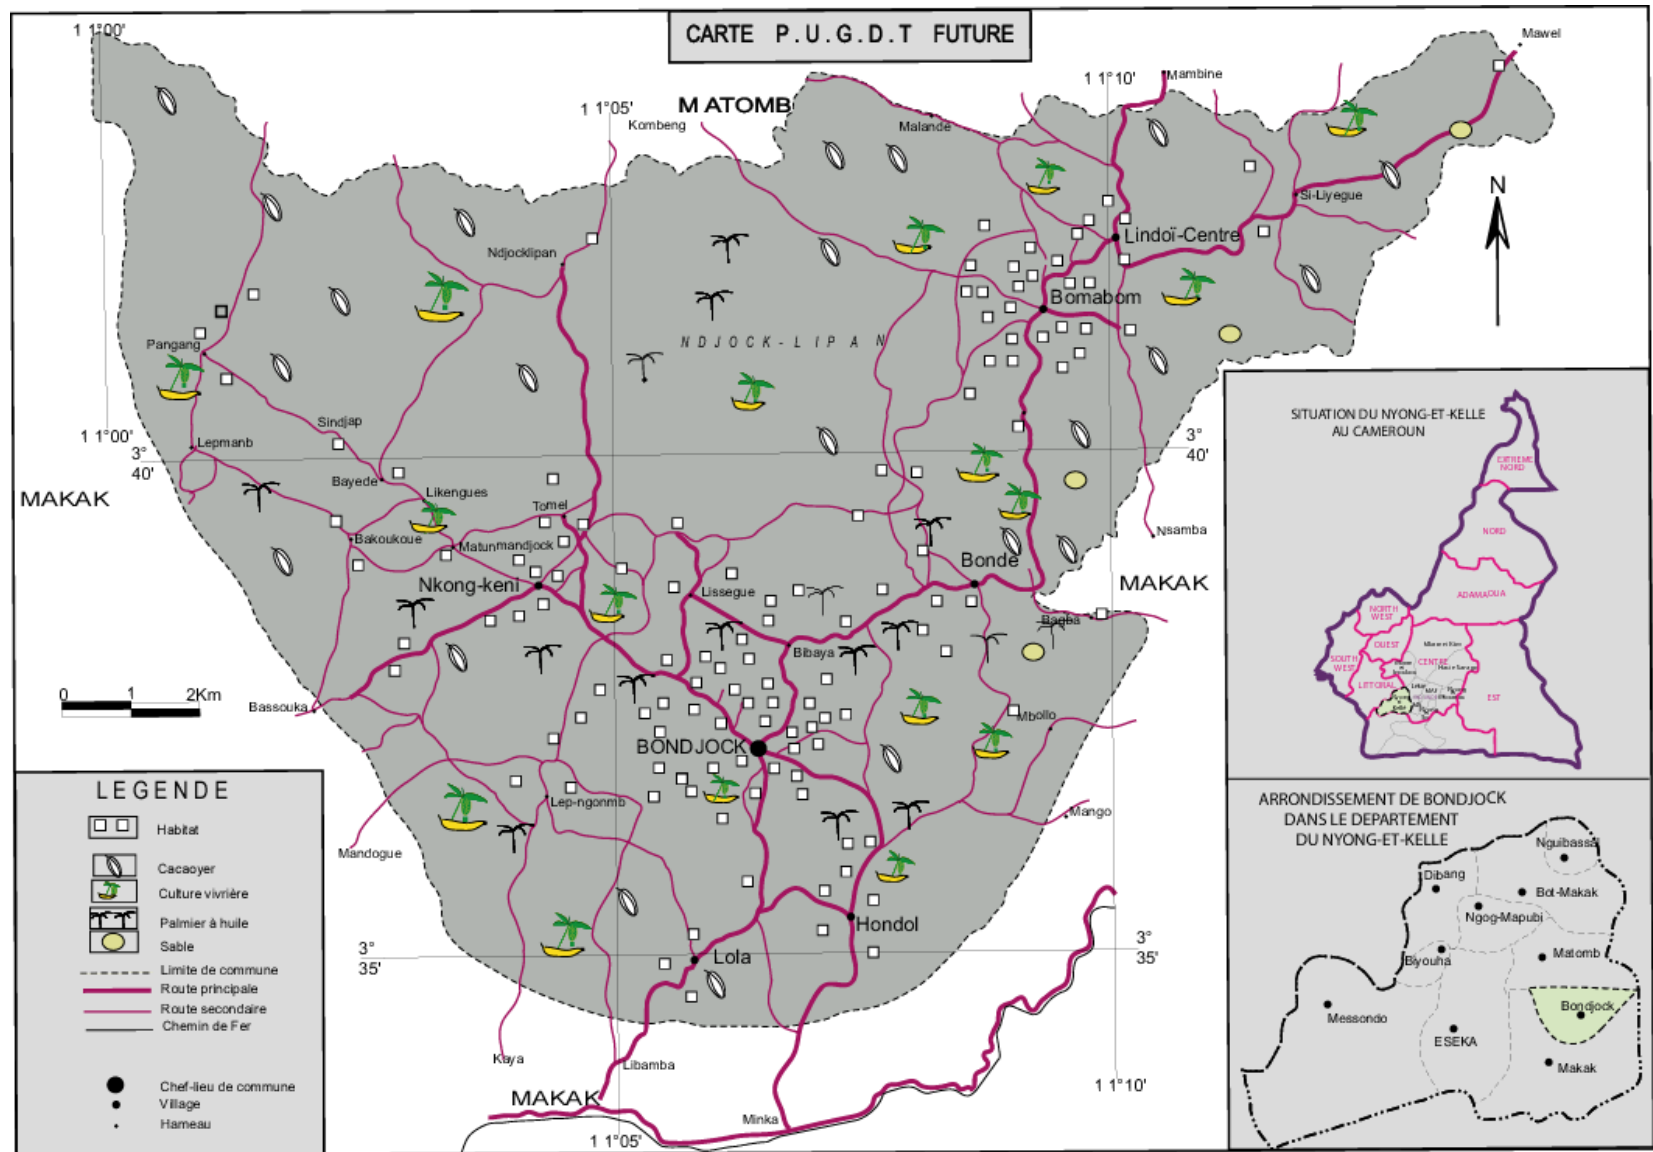 CARTE P.U.G.D.T FUTURE
1 1°00'
Mawel
1 1°10'
Mambine
MATOMB
1 1°05'
Kombeng
Malande
N
Si-Liyegue
Lindoï-Centre
Ndjocklipan
Bomabom
NDJOCK-LIPAN
Pangang
Sindjap
1 1°00'
Lepmanb
3°
40'
3°
40'
Bayede
Likengues
MAKAK
Tomel
Nsamba
Bakoukoue
Matunmandjock
Bonde
MAKAK
Nkong-keni
Lissegue
Bagba
Bibaya
0 1 2Km
Bassouka
Mbollo
BONDJOCK
Lep-ngonmb
Mango
Mandogue
Hondol
3°
35'
Lola
3°
35'
Kaya
Libamba
1 1°10'
MAKAK
Minka
1 1°05'
LEGENDE
Habitat
Cacaoyer
Culture vivrière
Palmier à huile
Sable
Limite de commune
Route principale
Route secondaire
Chemin de Fer
Chef-lieu de commune
Village
Hameau
SITUATION DU NYONG-ET-KELLE
AU CAMEROUN
EXTREME
NORD
NORD
ADAMAOUA
NORTH
WEST
OUEST
SOUTH
WEST
CENTRE
LITTORAL
EST
ARRONDISSEMENT DE BONDJOCK
DANS LE DEPARTEMENT
DU NYONG-ET-KELLE
Nguibassa
Dibang
Bot-Makak
Ngog-Mapubi
Biyouha
Matomb
Messondo
Bondjock
ESEKA
Makak